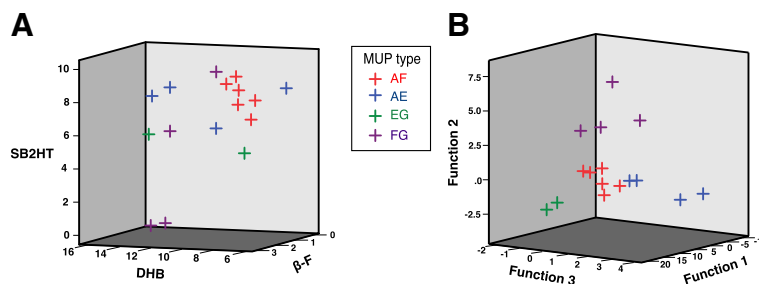 A
B
MUP type
AF
AE
EG
FG
SB2HT
10
8
6
4
2
0
16
14
12
10
8
6
DHB
3
2
1
0
β-F
Function 2
7.5
5.0
2.5
.0
-2.5
-2
-1
0
1
2
3
4
Function 3
20
15
10
5
0
-5
Function 1